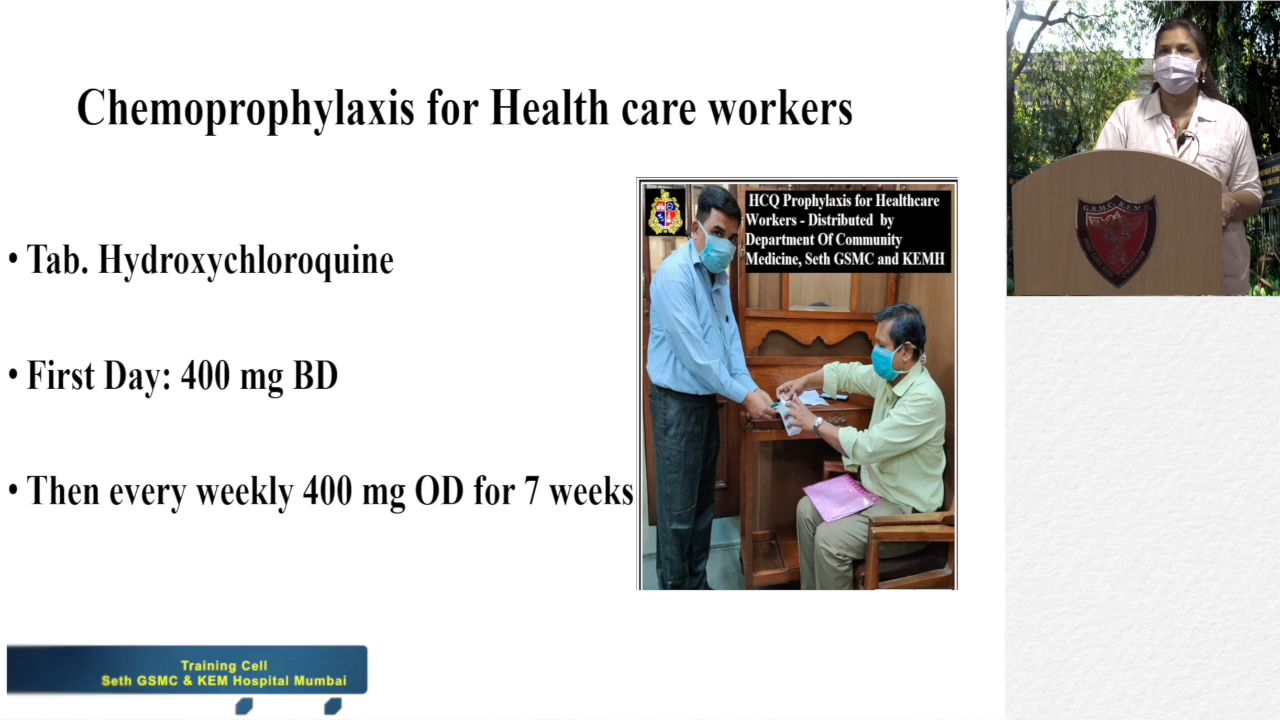 Chemoprophylaxis for Health care workers
• Tab. Hydroxychloroquine
• First Day: 400 mg BD
• Then every weekly 400 mg OD for 7 weeks
HCQ Prophylaxis for Healthcare
Workers - Distributed by
Department Of Community
Medicine, Seth GSMC and KEMH
Training Cell
Seth GSMC & KEM Hospital Mumbai